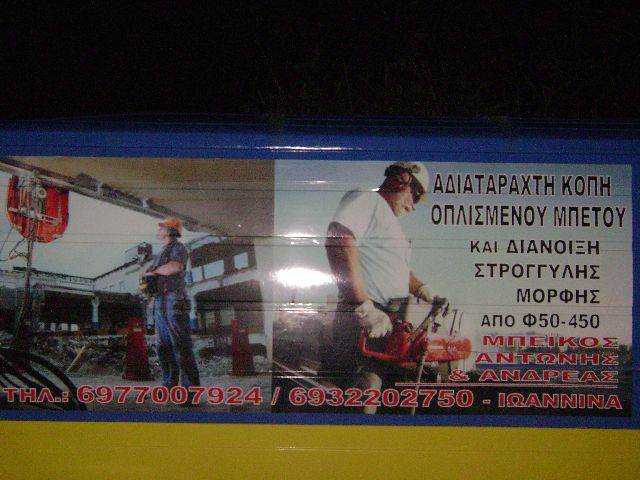 ΑΔΙΑΤΑΡΑΧΤΗ ΚΟΠΗ
ΟΠΛΙΣΜΕΝΟΥ ΜΠΕΤΟΥ
ΚΑΙ ΔΙΑΝΟΙΞΗ
ΣΤΡΟΓΓΥΛΗΣ
ΜΟΡΦΗΣ
ΑΠΟ Φ50-450
ΜΠΕΙΚΟΣ
ΑΝΤΩΝΗΣ
& ΑΝΔΡΕΑΣ
ΤΗΛ.: 6977007924 / 6932202750 - ΙΩΑΝΝΙΝΑ